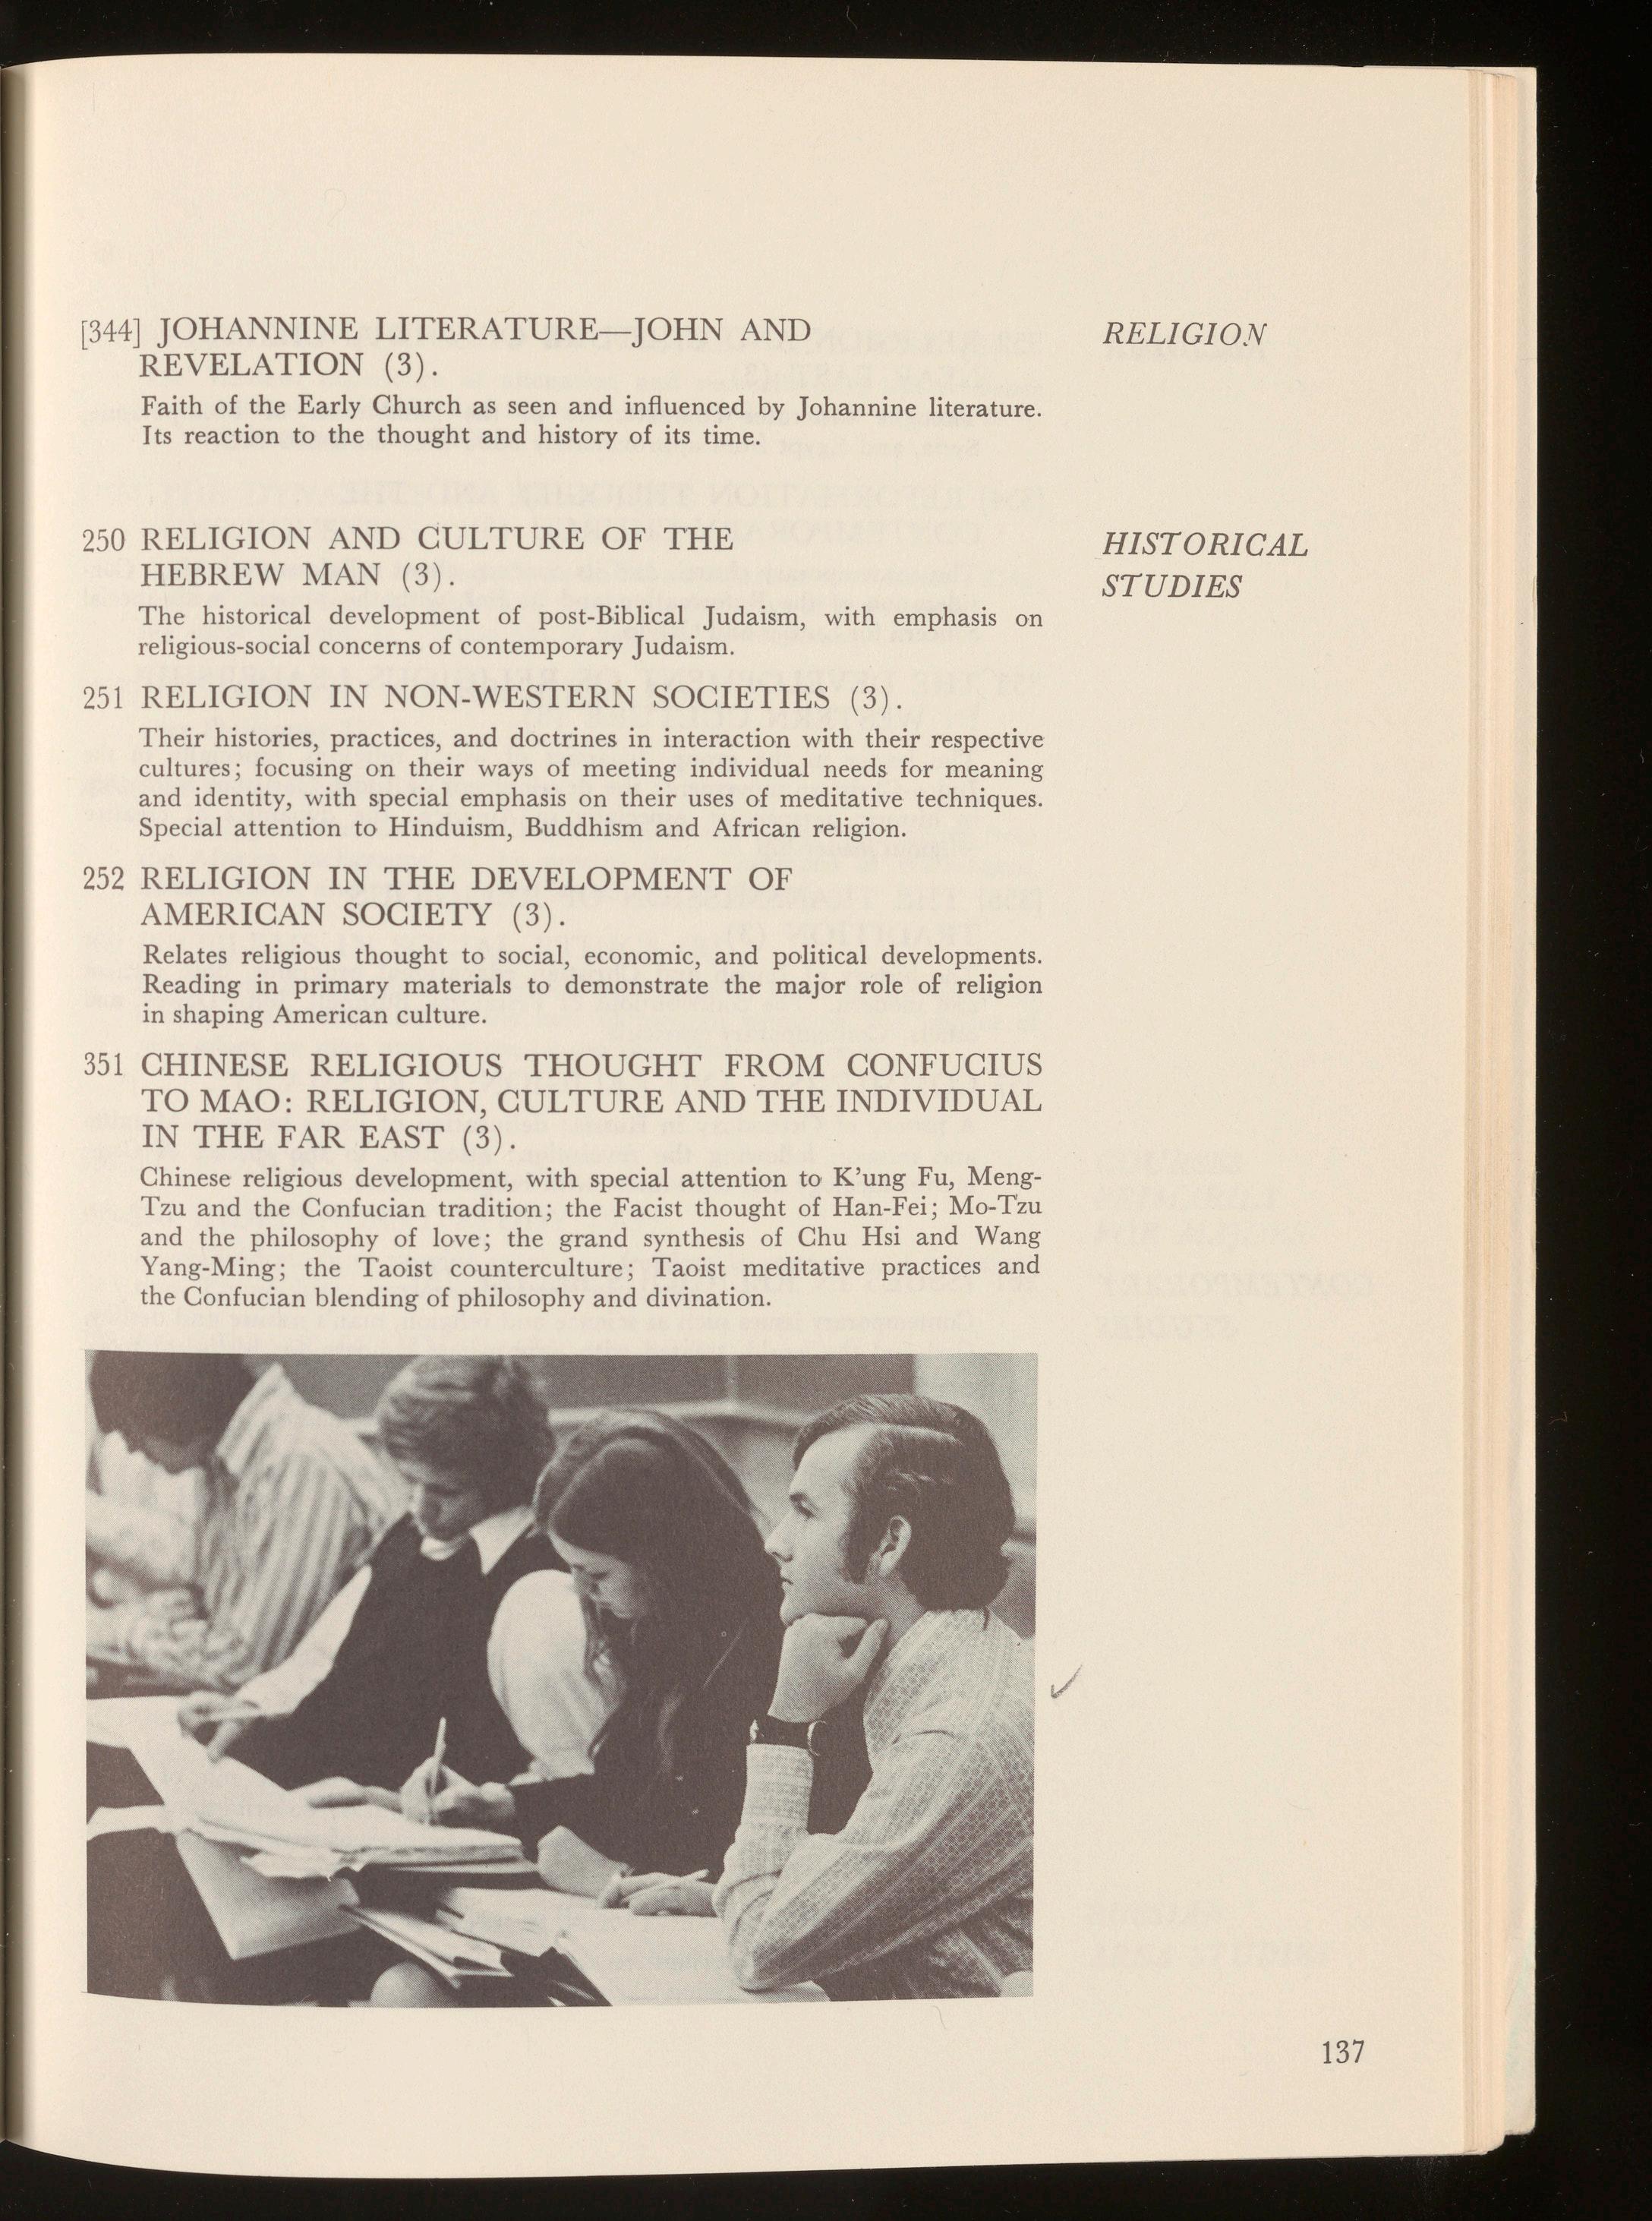 [344] JOHANNINE LITERATURE—JOHN AND
REVELATION (3).
Faith of the Early Church as seen and influenced by Johannine literature.
Its reaction to the thought and history of its time.
RELIGION
250 RELIGION AND CULTURE OF THE
HEBREW MAN (3).
The historical development of post-Biblical Judaism, with emphasis on
religious-social concerns of contemporary Judaism.
HISTORICAL
STUDIES
251 RELIGION IN NON-WESTERN SOCIETIES (3).
Their histories, practices, and doctrines in interaction with their respective
cultures; focusing on their ways of meeting individual needs for meaning
and identity, with special emphasis on their uses of meditative techniques.
Special attention to Hinduism, Buddhism and African religion.
252 RELIGION IN THE DEVELOPMENT OF
AMERICAN SOCIETY (3).
Relates religious thought to social, economic, and political developments.
Reading in primary materials to demonstrate the major role of religion
in shaping American culture.
351 CHINESE RELIGIOUS THOUGHT FROM CONFUCIUS
TO MAO: RELIGION, CULTURE AND THE INDIVIDUAL
IN THE FAR EAST (3).
Chinese religious development, with special attention to K'ung Fu, Meng-
Tzu and the Confucian tradition; the Facist thought of Han-Fei; Mo-Tzu
and the philosophy of love; the grand synthesis of Chu Hsi and Wang
Yang-Ming; the Taoist counterculture; Taoist meditative practices and
the Confucian blending of philosophy and divination.
137